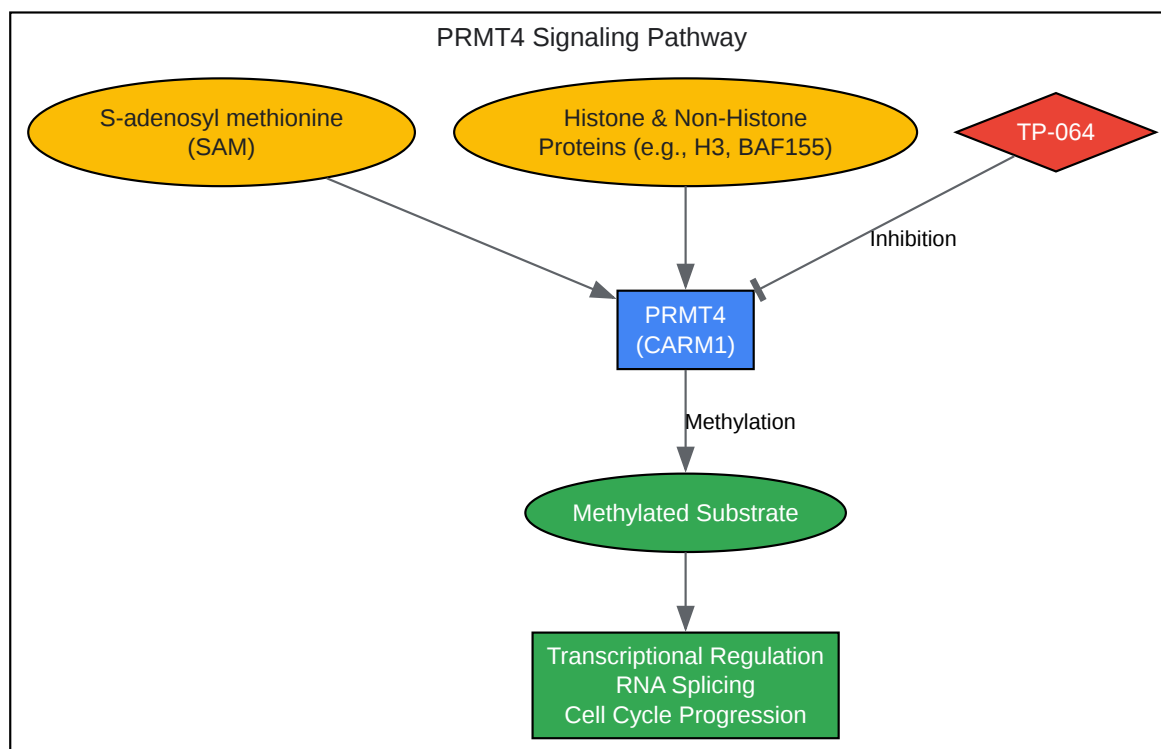 PRMT4 Signaling Pathway
S-adenosyl methionine
(SAM)
Histone & Non-Histone
Proteins (e.g., H3, BAF155)
TP-064
Inhibition
PRMT4
(CARM1)
Methylation
Methylated Substrate
Transcriptional Regulation
RNA Splicing
Cell Cycle Progression